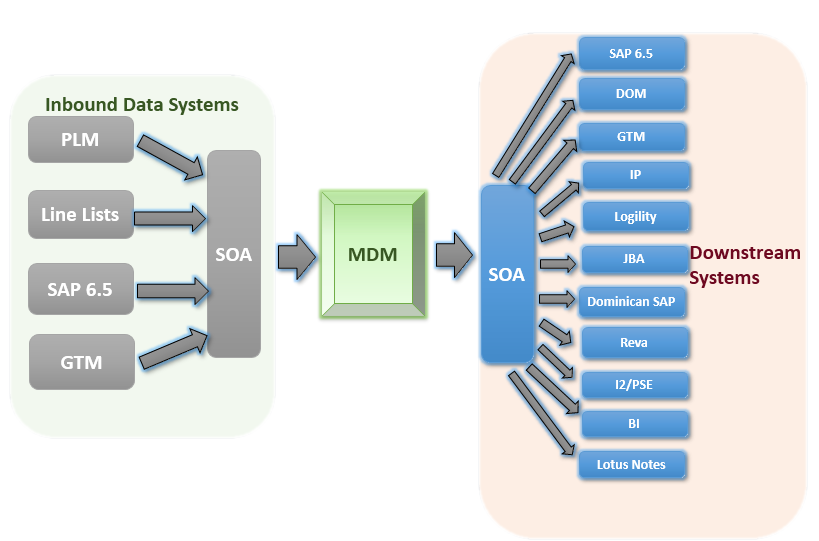 Inbound Data Systems
PLM
Line Lists
SAP 6.5
GTM
SOA
MDM
SOA
SAP 6.5
DOM
GTM
IP
Logility
JBA
Dominican SAP
Reva
I2/PSE
BI
Lotus Notes
Downstream
Systems